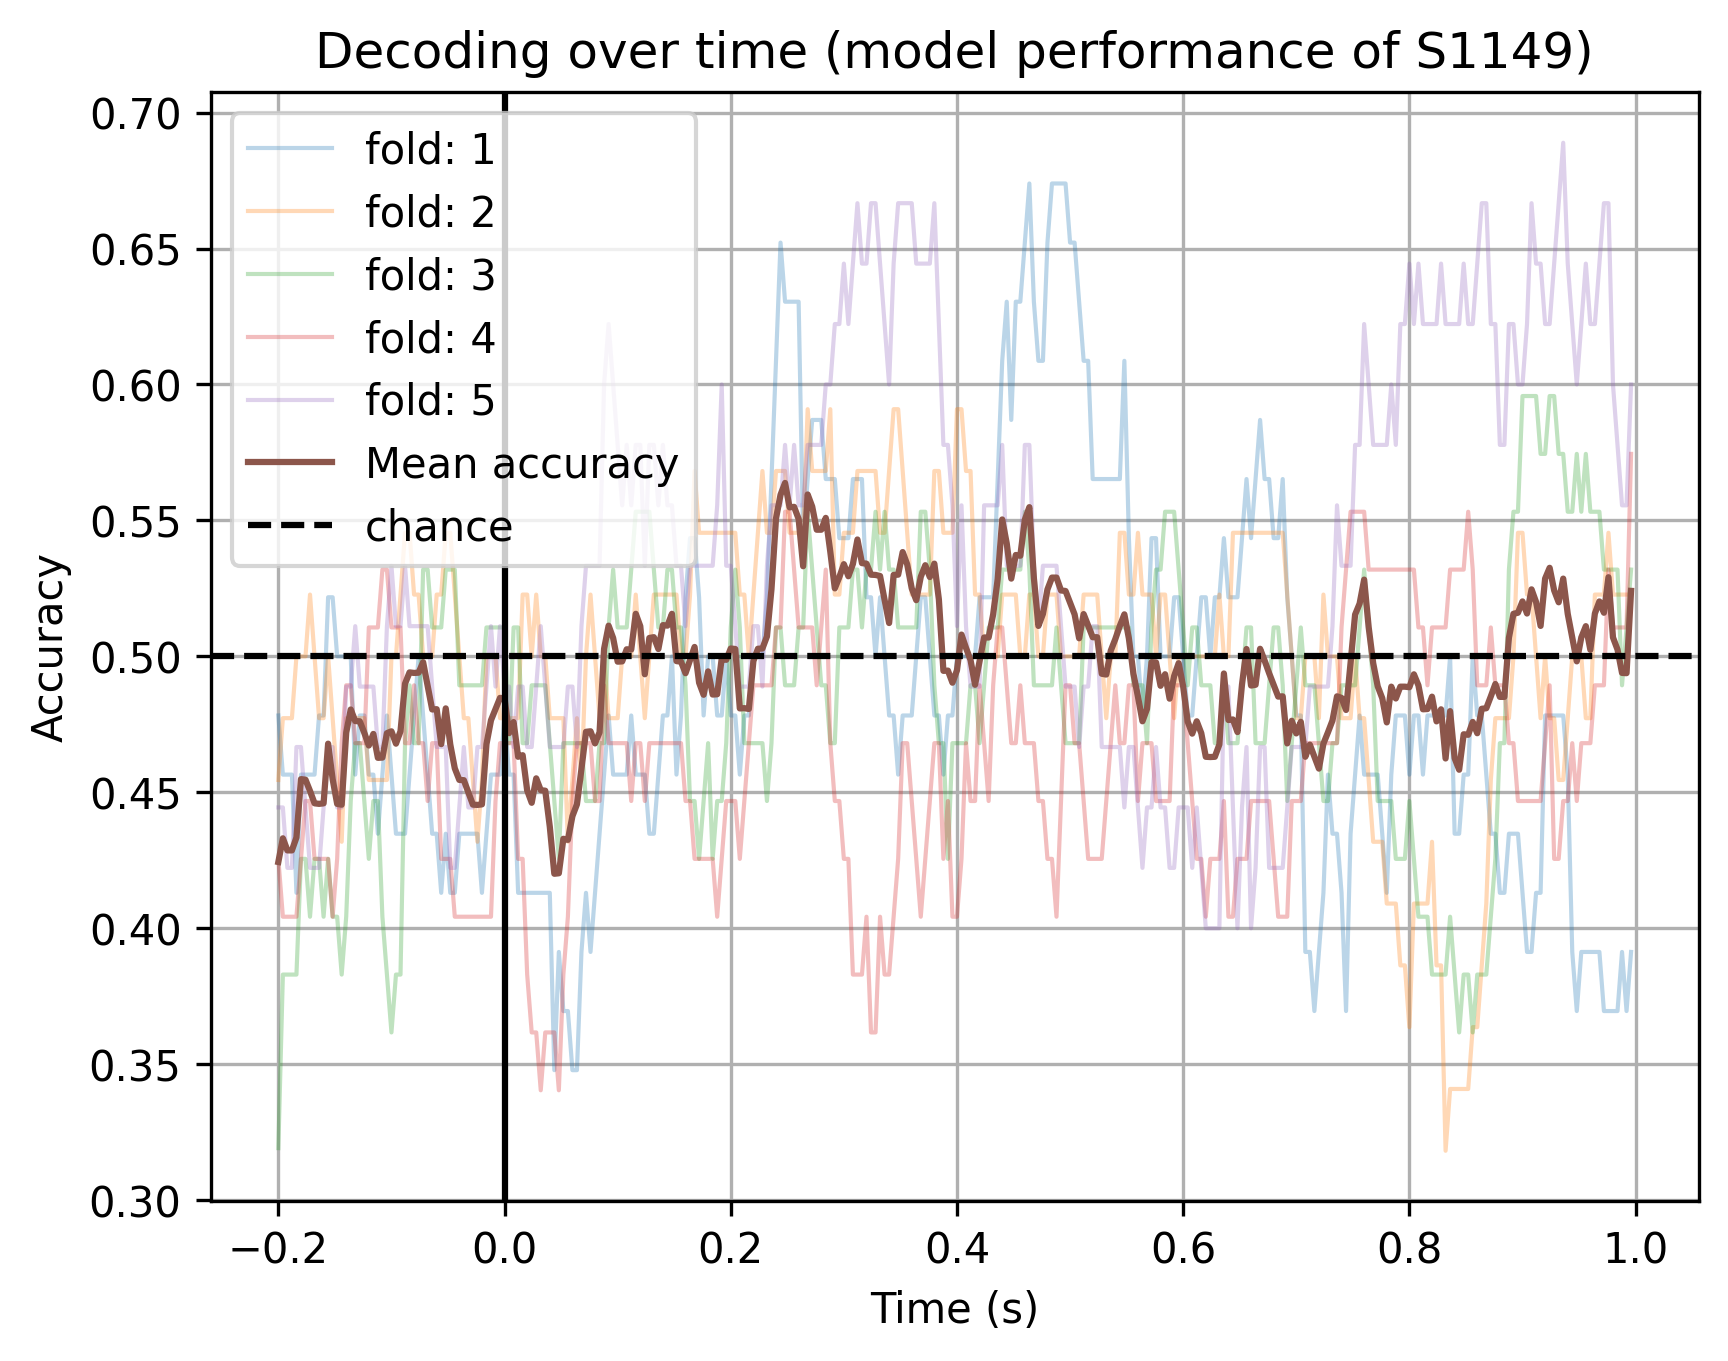 Decoding over time (model performance of S1149)
0.70
0.65
0.60
0.55
0.50
0.45
0.40
0.35
0.30
Accuracy
fold: 1
fold: 2
fold: 3
fold: 4
fold: 5
Mean accuracy
chance
−0.2 0.0 0.2 0.4 0.6 0.8 1.0
Time (s)